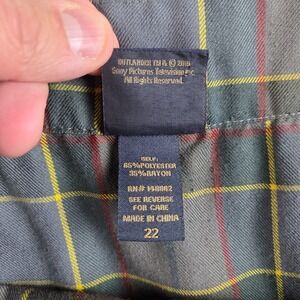 OUTLANDER TM & © 2018
Sony Pictures Television Inc.
All Rights Reserved.
SELF:
65% POLYESTER
35% RAYON
RN# 148882
SEE REVERSE
FOR CARE
MADE IN CHINA
22